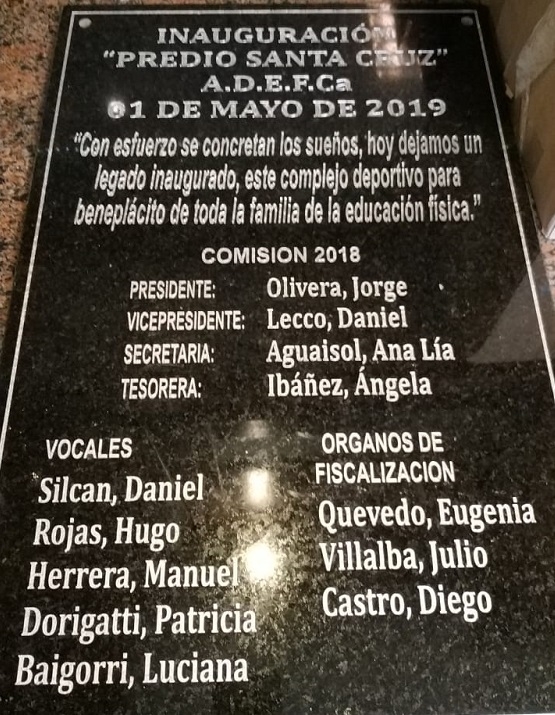 INAUGURACIÓN
"PREDIO SANTA CRUZ"
A.D.E.F.Ca
01 DE MAYO DE 2019
"Con esfuerzo se concretan los sueños, hoy dejamos un
legado inaugurado, este complejo deportivo para
beneplácito de toda la familia de la educación física."
COMISION 2018
PRESIDENTE: Olivera, Jorge
VICEPRESIDENTE: Lecco, Daniel
SECRETARIA: Aguaisol, Ana Lía
TESORERA: Ibáñez, Ángela
VOCALES
Silcan, Daniel
Rojas, Hugo
Herrera, Manuel
Dorigatti, Patricia
Baigorri, Luciana
ORGANOS DE
FISCALIZACION
Quevedo, Eugenia
Villalba, Julio
Castro, Diego